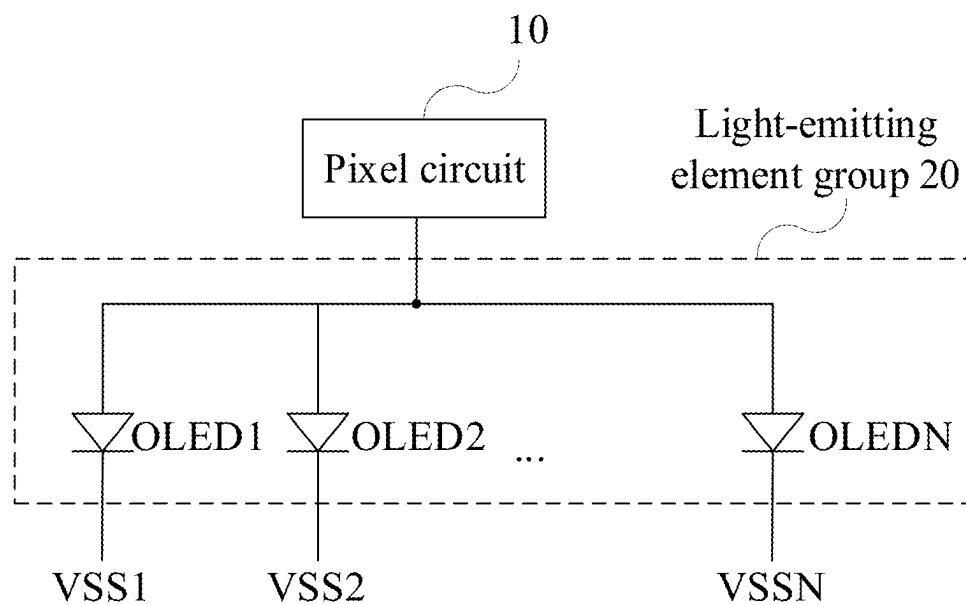 10
Pixel circuit
Light-emitting
element group 20
OLED1
OLED2
...
OLEDN
VSS1
VSS2
VSSN